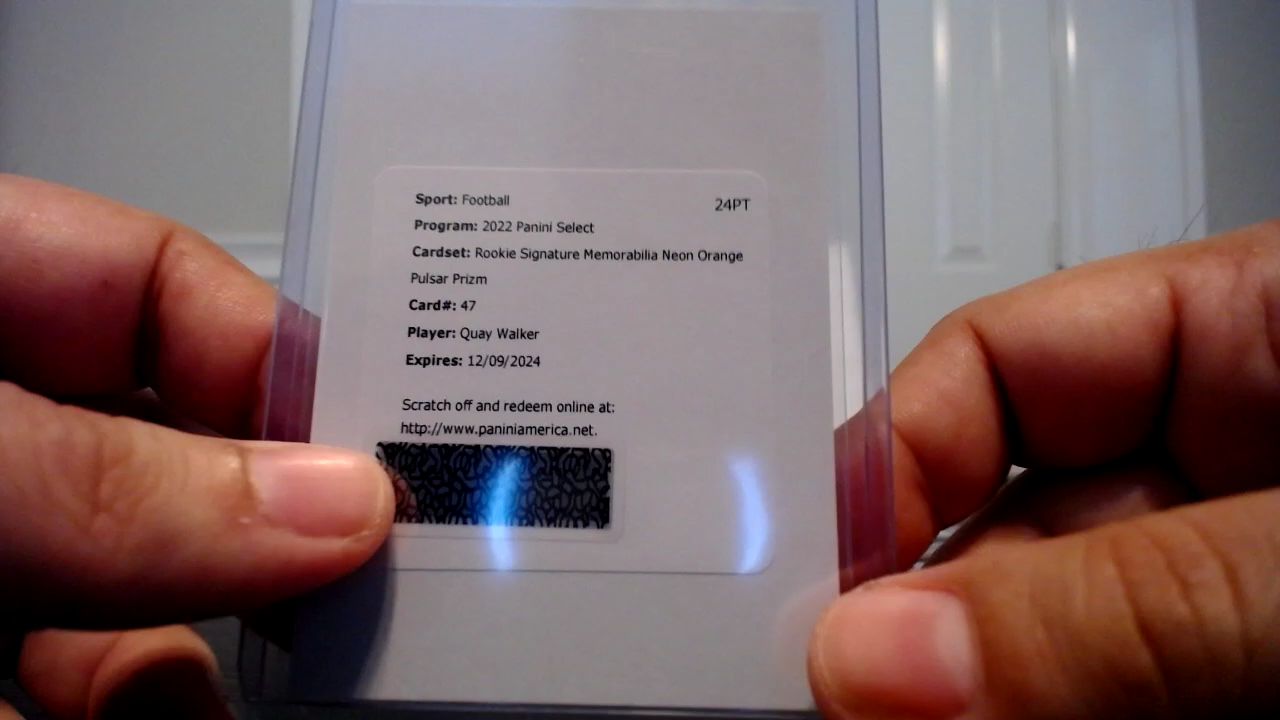 Sport: Football
24PT
Program: 2022 Panini Select
Cardset: Rookie Signature Memorabilia Neon Orange
Pulsar Prizm
Card#: 47
Player: Quay Walker
Expires: 12/09/2024
Scratch off and redeem online at:
http://www.paniniamerica.net.